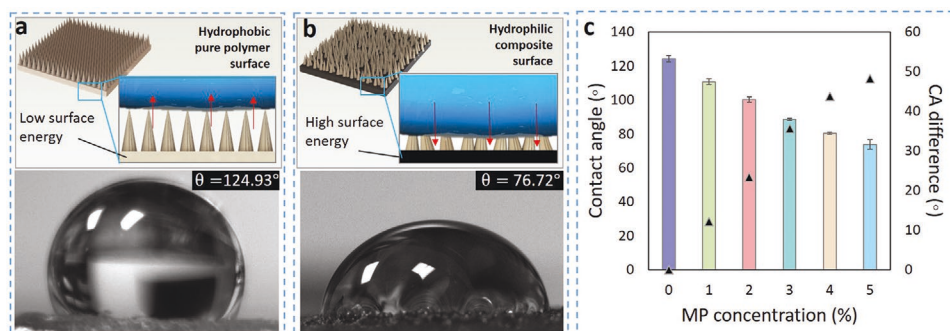 a
Hydrophobic
pure polymer
surface
Low surface
energy
θ = 124.93°
b
Hydrophilic
composite
surface
High surface
energy
θ = 76.72°
c
140
120
100
80
60
40
20
0
Contact angle (°)
60
50
40
30
20
10
0
CA difference (°)
0 1 2 3 4 5
MP concentration (%)